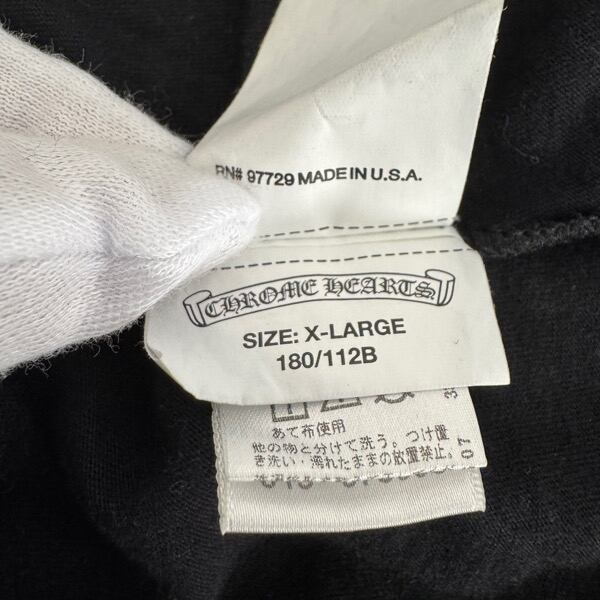 RN# 97729 MADE IN U.S.A.
CHROME HEARTS
SIZE: X-LARGE
180/112B
あて布使用
他の物と分けて洗う。つけ置
き洗い・濡れたままの放置禁止。
07